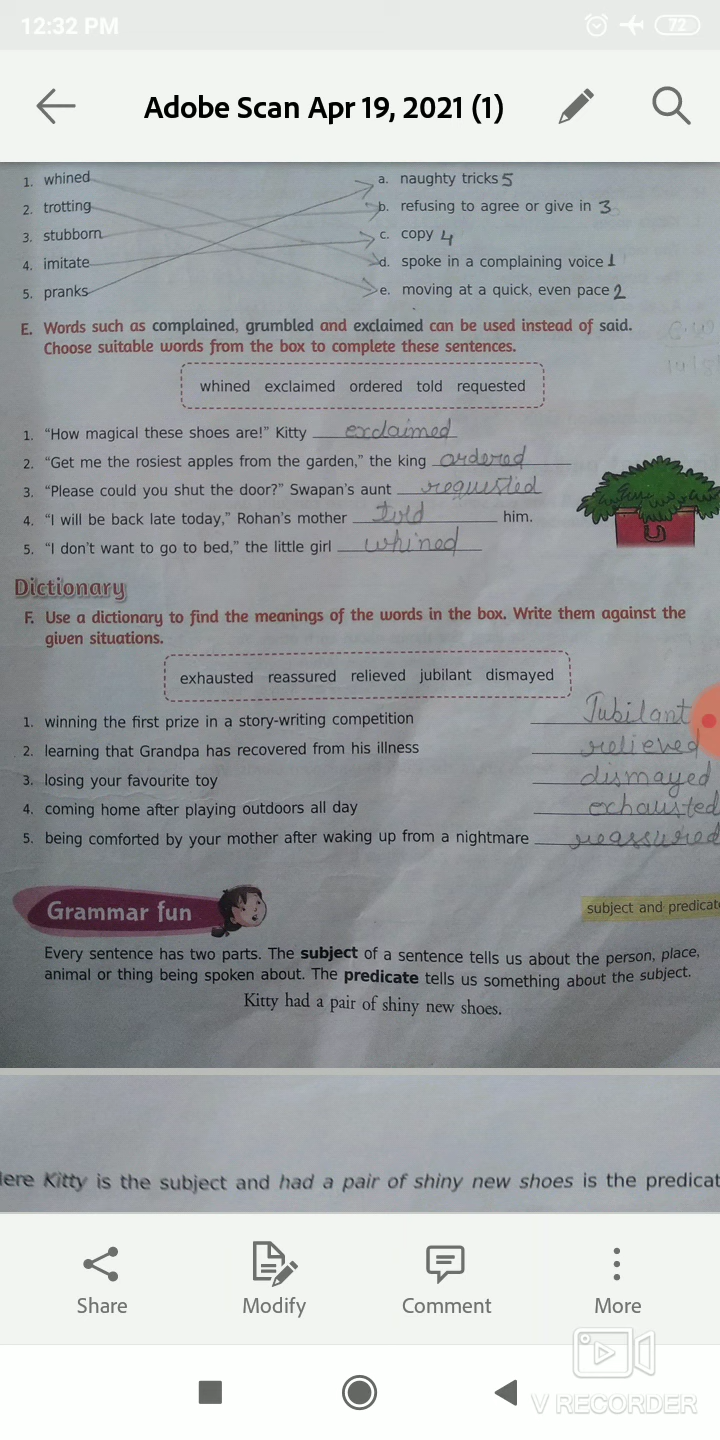 12:32 PM
72
Adobe Scan Apr 19, 2021 (1)
1. whined a. naughty tricks 5
2. trotting b. refusing to agree or give in 3
3. stubborn c. copy 4
4. imitate d. spoke in a complaining voice 1
5. pranks e. moving at a quick, even pace 2
E. Words such as complained, grumbled and exclaimed can be used instead of said.
Choose suitable words from the box to complete these sentences.
whined exclaimed ordered told requested
1. “How magical these shoes are!” Kitty exclaimed
2. “Get me the rosiest apples from the garden,” the king ordered
3. “Please could you shut the door?” Swapan's aunt requested
4. “I will be back late today,” Rohan's mother told him.
5. “I don't want to go to bed,” the little girl whined
Dictionary
F. Use a dictionary to find the meanings of the words in the box. Write them against the
given situations.
exhausted reassured relieved jubilant dismayed
1. winning the first prize in a story-writing competition Jubilant
2. learning that Grandpa has recovered from his illness relieved
3. losing your favourite toy dismayed
4. coming home after playing outdoors all day exhausted
5. being comforted by your mother after waking up from a nightmare reassured
Grammar fun
subject and predicat
Every sentence has two parts. The subject of a sentence tells us about the person, place,
animal or thing being spoken about. The predicate tells us something about the subject.
Kitty had a pair of shiny new shoes.
ere Kitty is the subject and had a pair of shiny new shoes is the predicat
Share Modify Comment More
V RECORDER